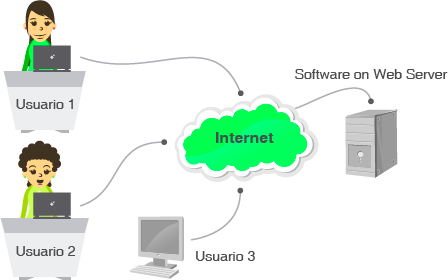 Usuario 1
Software on Web Server
Internet
Usuario 2
Usuario 3